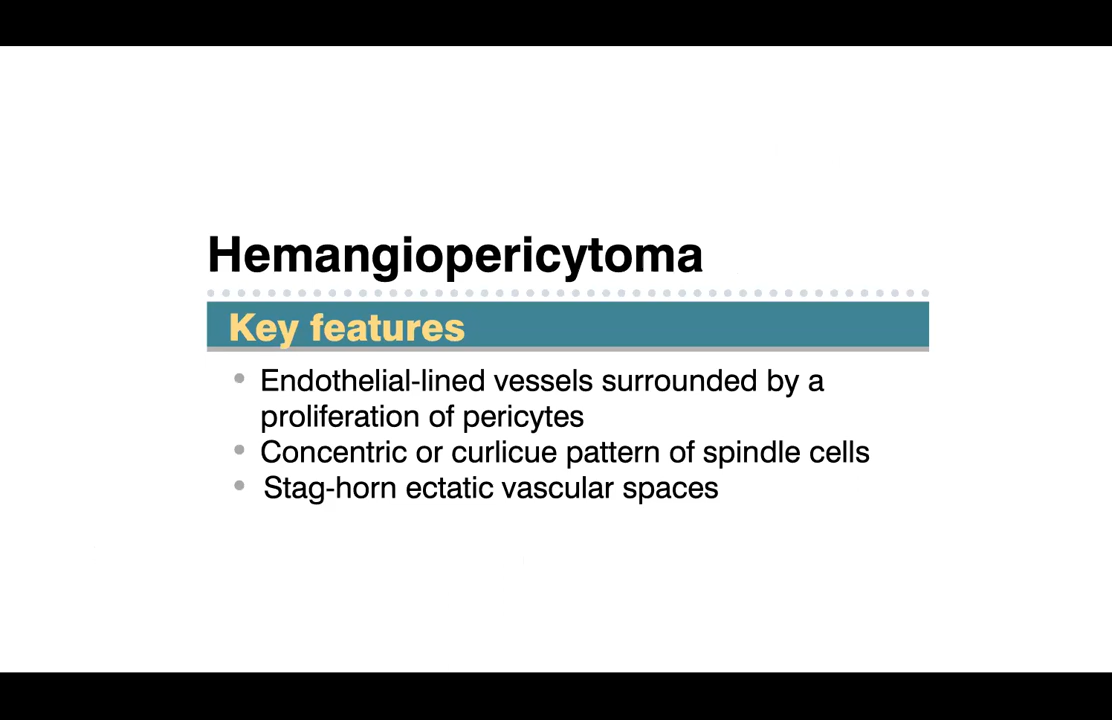 Hemangiopericytoma
Key features
• Endothelial-lined vessels surrounded by a
proliferation of pericytes
• Concentric or curlicue pattern of spindle cells
• Stag-horn ectatic vascular spaces